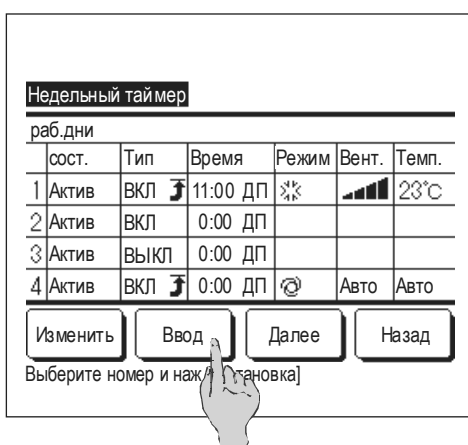 Недельный таймер
раб.дни
сост. Тип Время Режим Вент. Темп.
1 Актив ВКЛ 11:00 ДП 23°C
2 Актив ВКЛ 0:00 ДП
3 Актив ВЫКЛ 0:00 ДП
4 Актив ВКЛ 0:00 ДП Авто Авто
Изменить Ввод Далее Назад
Выберите номер и наж